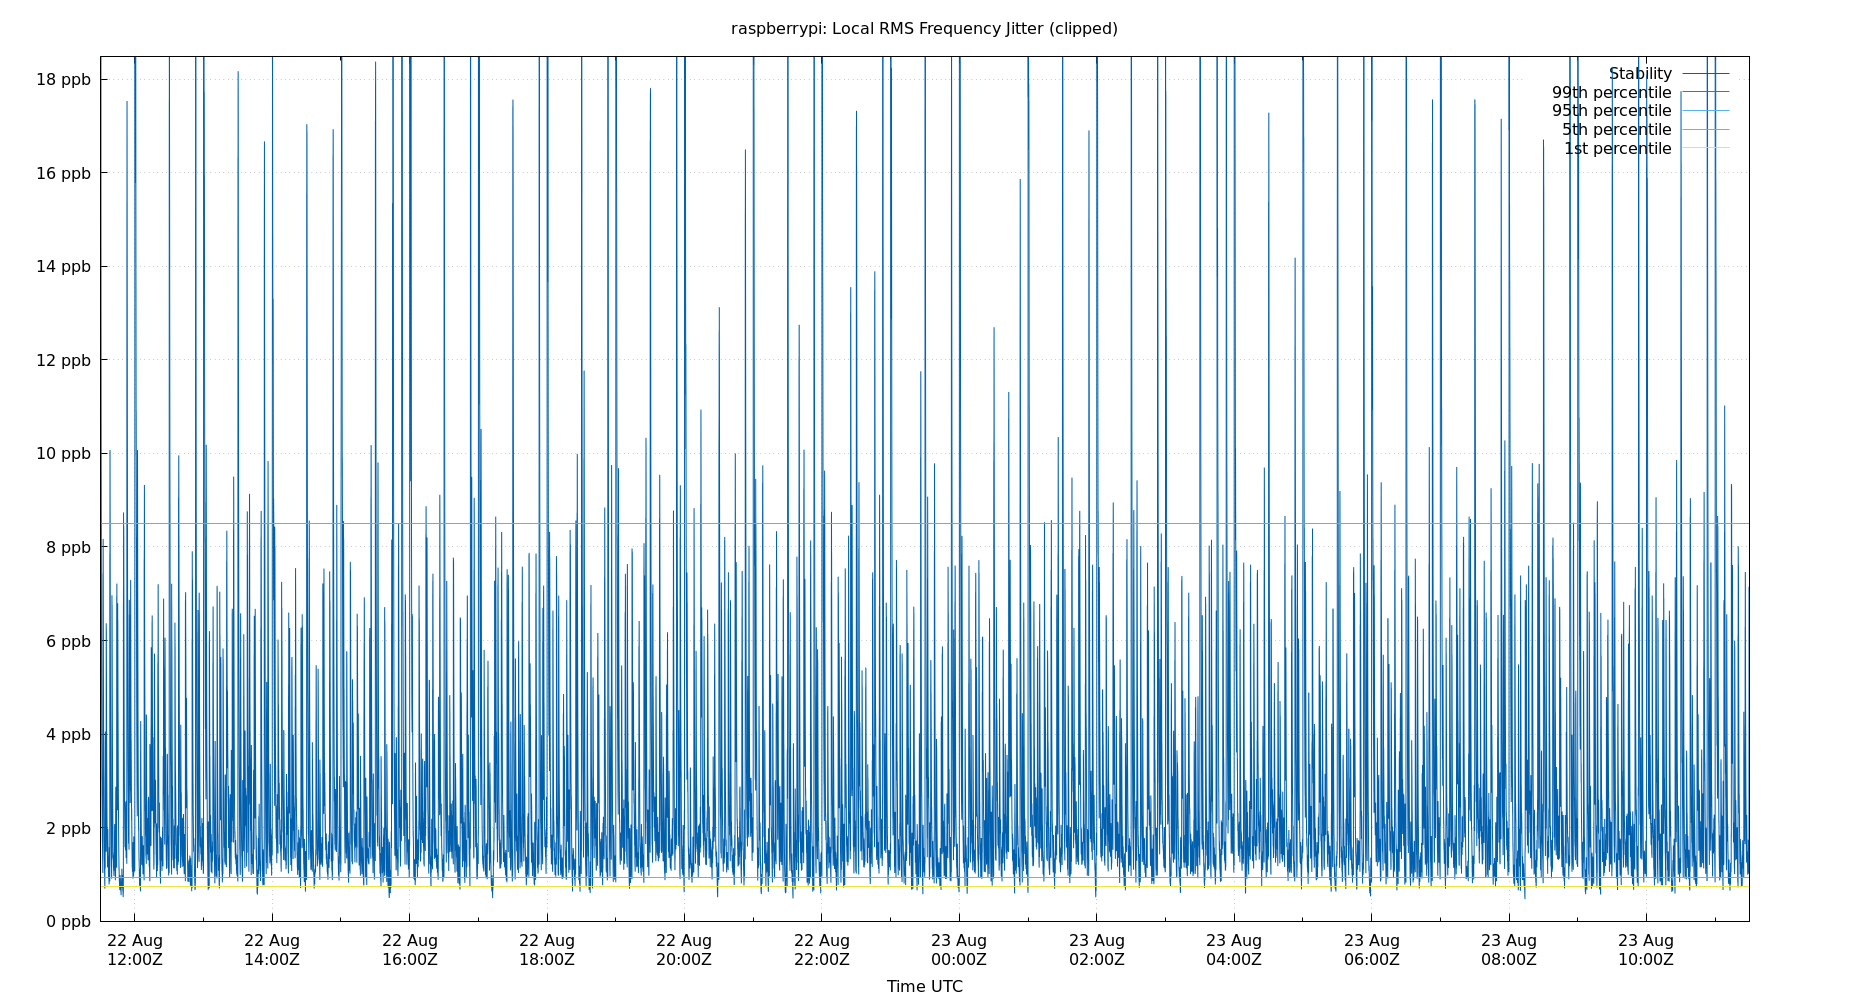 raspberrypi: Local RMS Frequency Jitter (clipped)
18 ppb
16 ppb
14 ppb
12 ppb
10 ppb
8 ppb
6 ppb
4 ppb
2 ppb
0 ppb
Stability
99th percentile
95th percentile
5th percentile
1st percentile
22 Aug 22 Aug 22 Aug 22 Aug 22 Aug 22 Aug 23 Aug 23 Aug 23 Aug 23 Aug 23 Aug 23 Aug
12:00Z 14:00Z 16:00Z 18:00Z 20:00Z 22:00Z 00:00Z 02:00Z 04:00Z 06:00Z 08:00Z 10:00Z
Time UTC